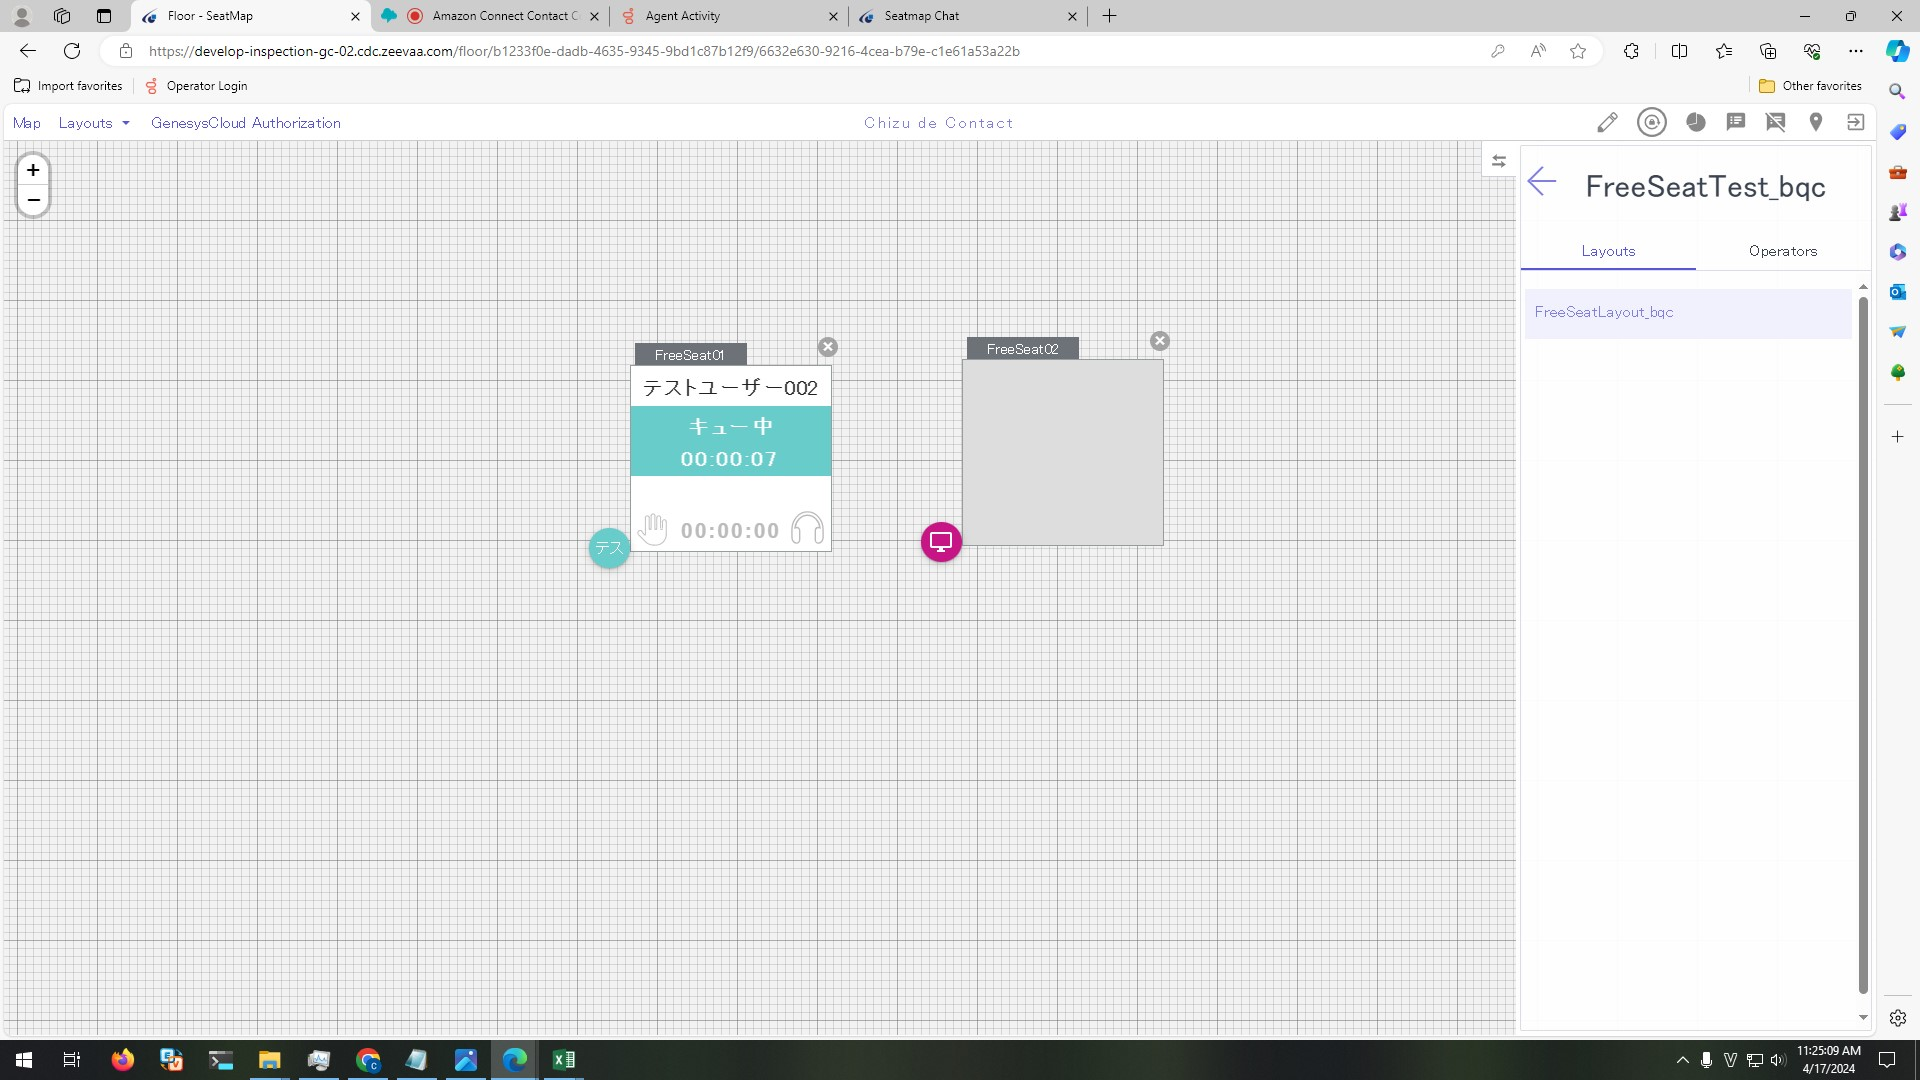 Floor - SeatMap
Amazon Connect Contact C
Agent Activity
Seatmap Chat
https://develop-inspection-gc-02.cdc.zeevaa.com/floor/b1233f0e-dadb-4635-9345-9bd1c87b12f9/6632e630-9216-4cea-b79e-c1e61a53a22b
Import favorites
Operator Login
Other favorites
Map
Layouts
GenesysCloud Authorization
Chizu de Contact
+
−
FreeSeatTest_bqc
Layouts
Operators
FreeSeatLayout_bqc
FreeSeat01
テストユーザー002
キュー中
00:00:07
00:00:00
テス
FreeSeat02
11:25:09 AM
4/17/2024